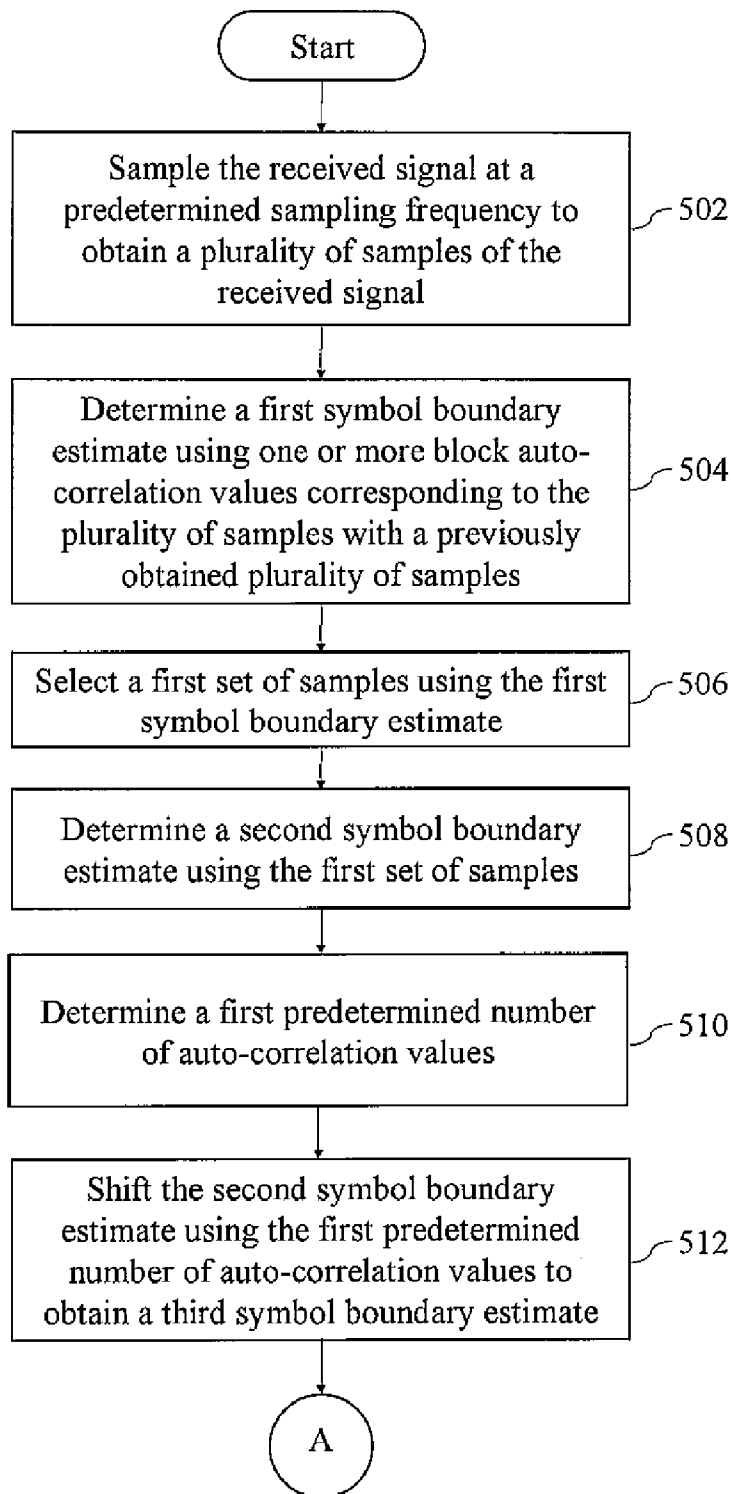 Start
Sample the received signal at a
predetermined sampling frequency to
obtain a plurality of samples of the
received signal
502
Determine a first symbol boundary
estimate using one or more block auto-
correlation values corresponding to the
plurality of samples with a previously
obtained plurality of samples
504
Select a first set of samples using the first
symbol boundary estimate
506
Determine a second symbol boundary
estimate using the first set of samples
508
Determine a first predetermined number
of auto-correlation values
510
Shift the second symbol boundary
estimate using the first predetermined
number of auto-correlation values to
obtain a third symbol boundary estimate
512
A